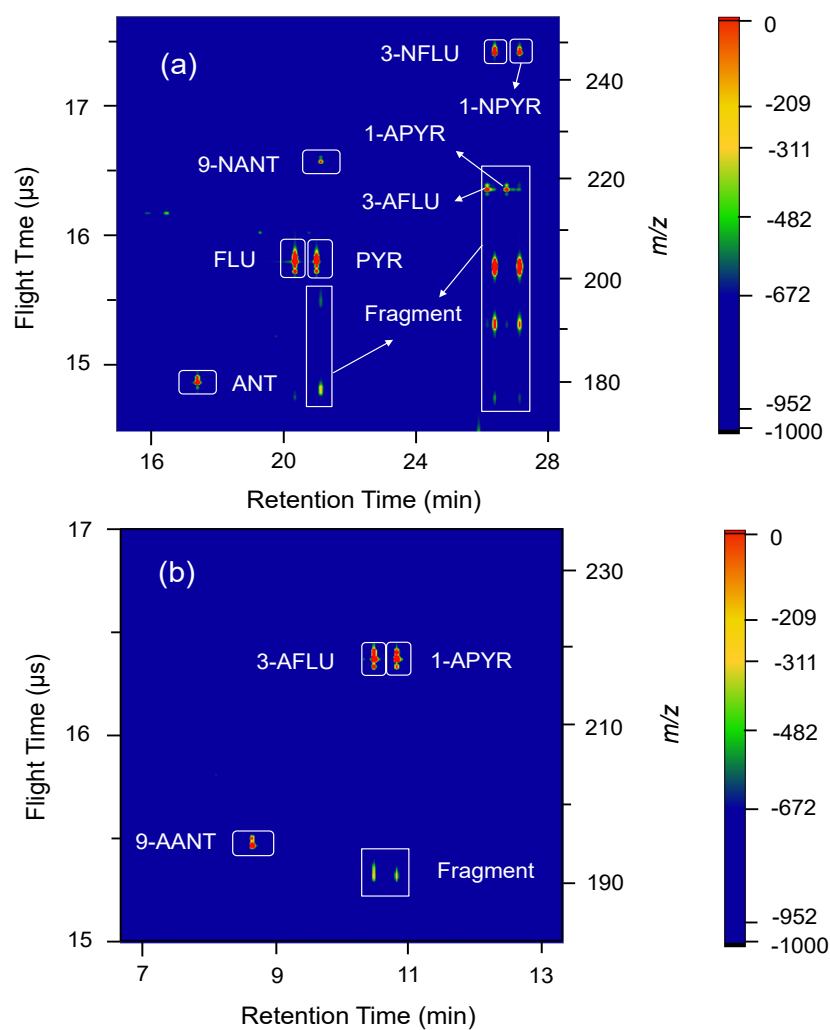 (a)
3-NFLU
1-NPYR
1-APYR
9-NANT
3-AFLU
FLU
PYR
Fragment
ANT
17
16
15
Flight Tme (µs)
240
220
200
180
m/z
16
20
24
28
Retention Time (min)
0
-209
-311
-482
-672
-952
-1000
(b)
3-AFLU
1-APYR
9-AANT
Fragment
17
16
15
Flight Time (µs)
230
210
190
m/z
7
9
11
13
Retention Time (min)
0
-209
-311
-482
-672
-952
-1000